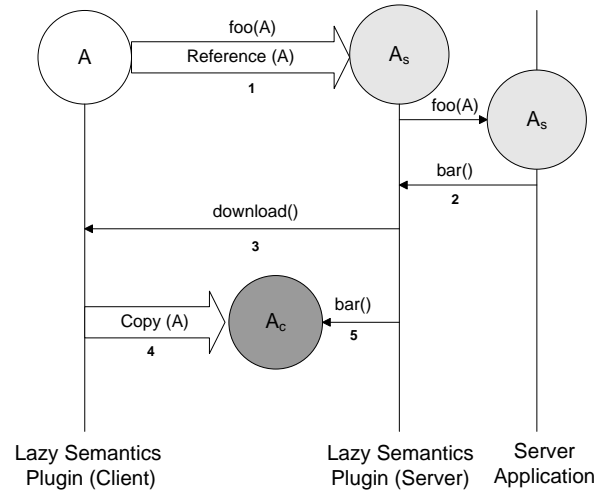 foo(A)
A
Reference (A)
1
As
foo(A)
As
bar()
2
download()
3
Copy (A)
4
Ac
bar()
5
Lazy Semantics
Plugin (Client)
Lazy Semantics
Plugin (Server)
Server
Application